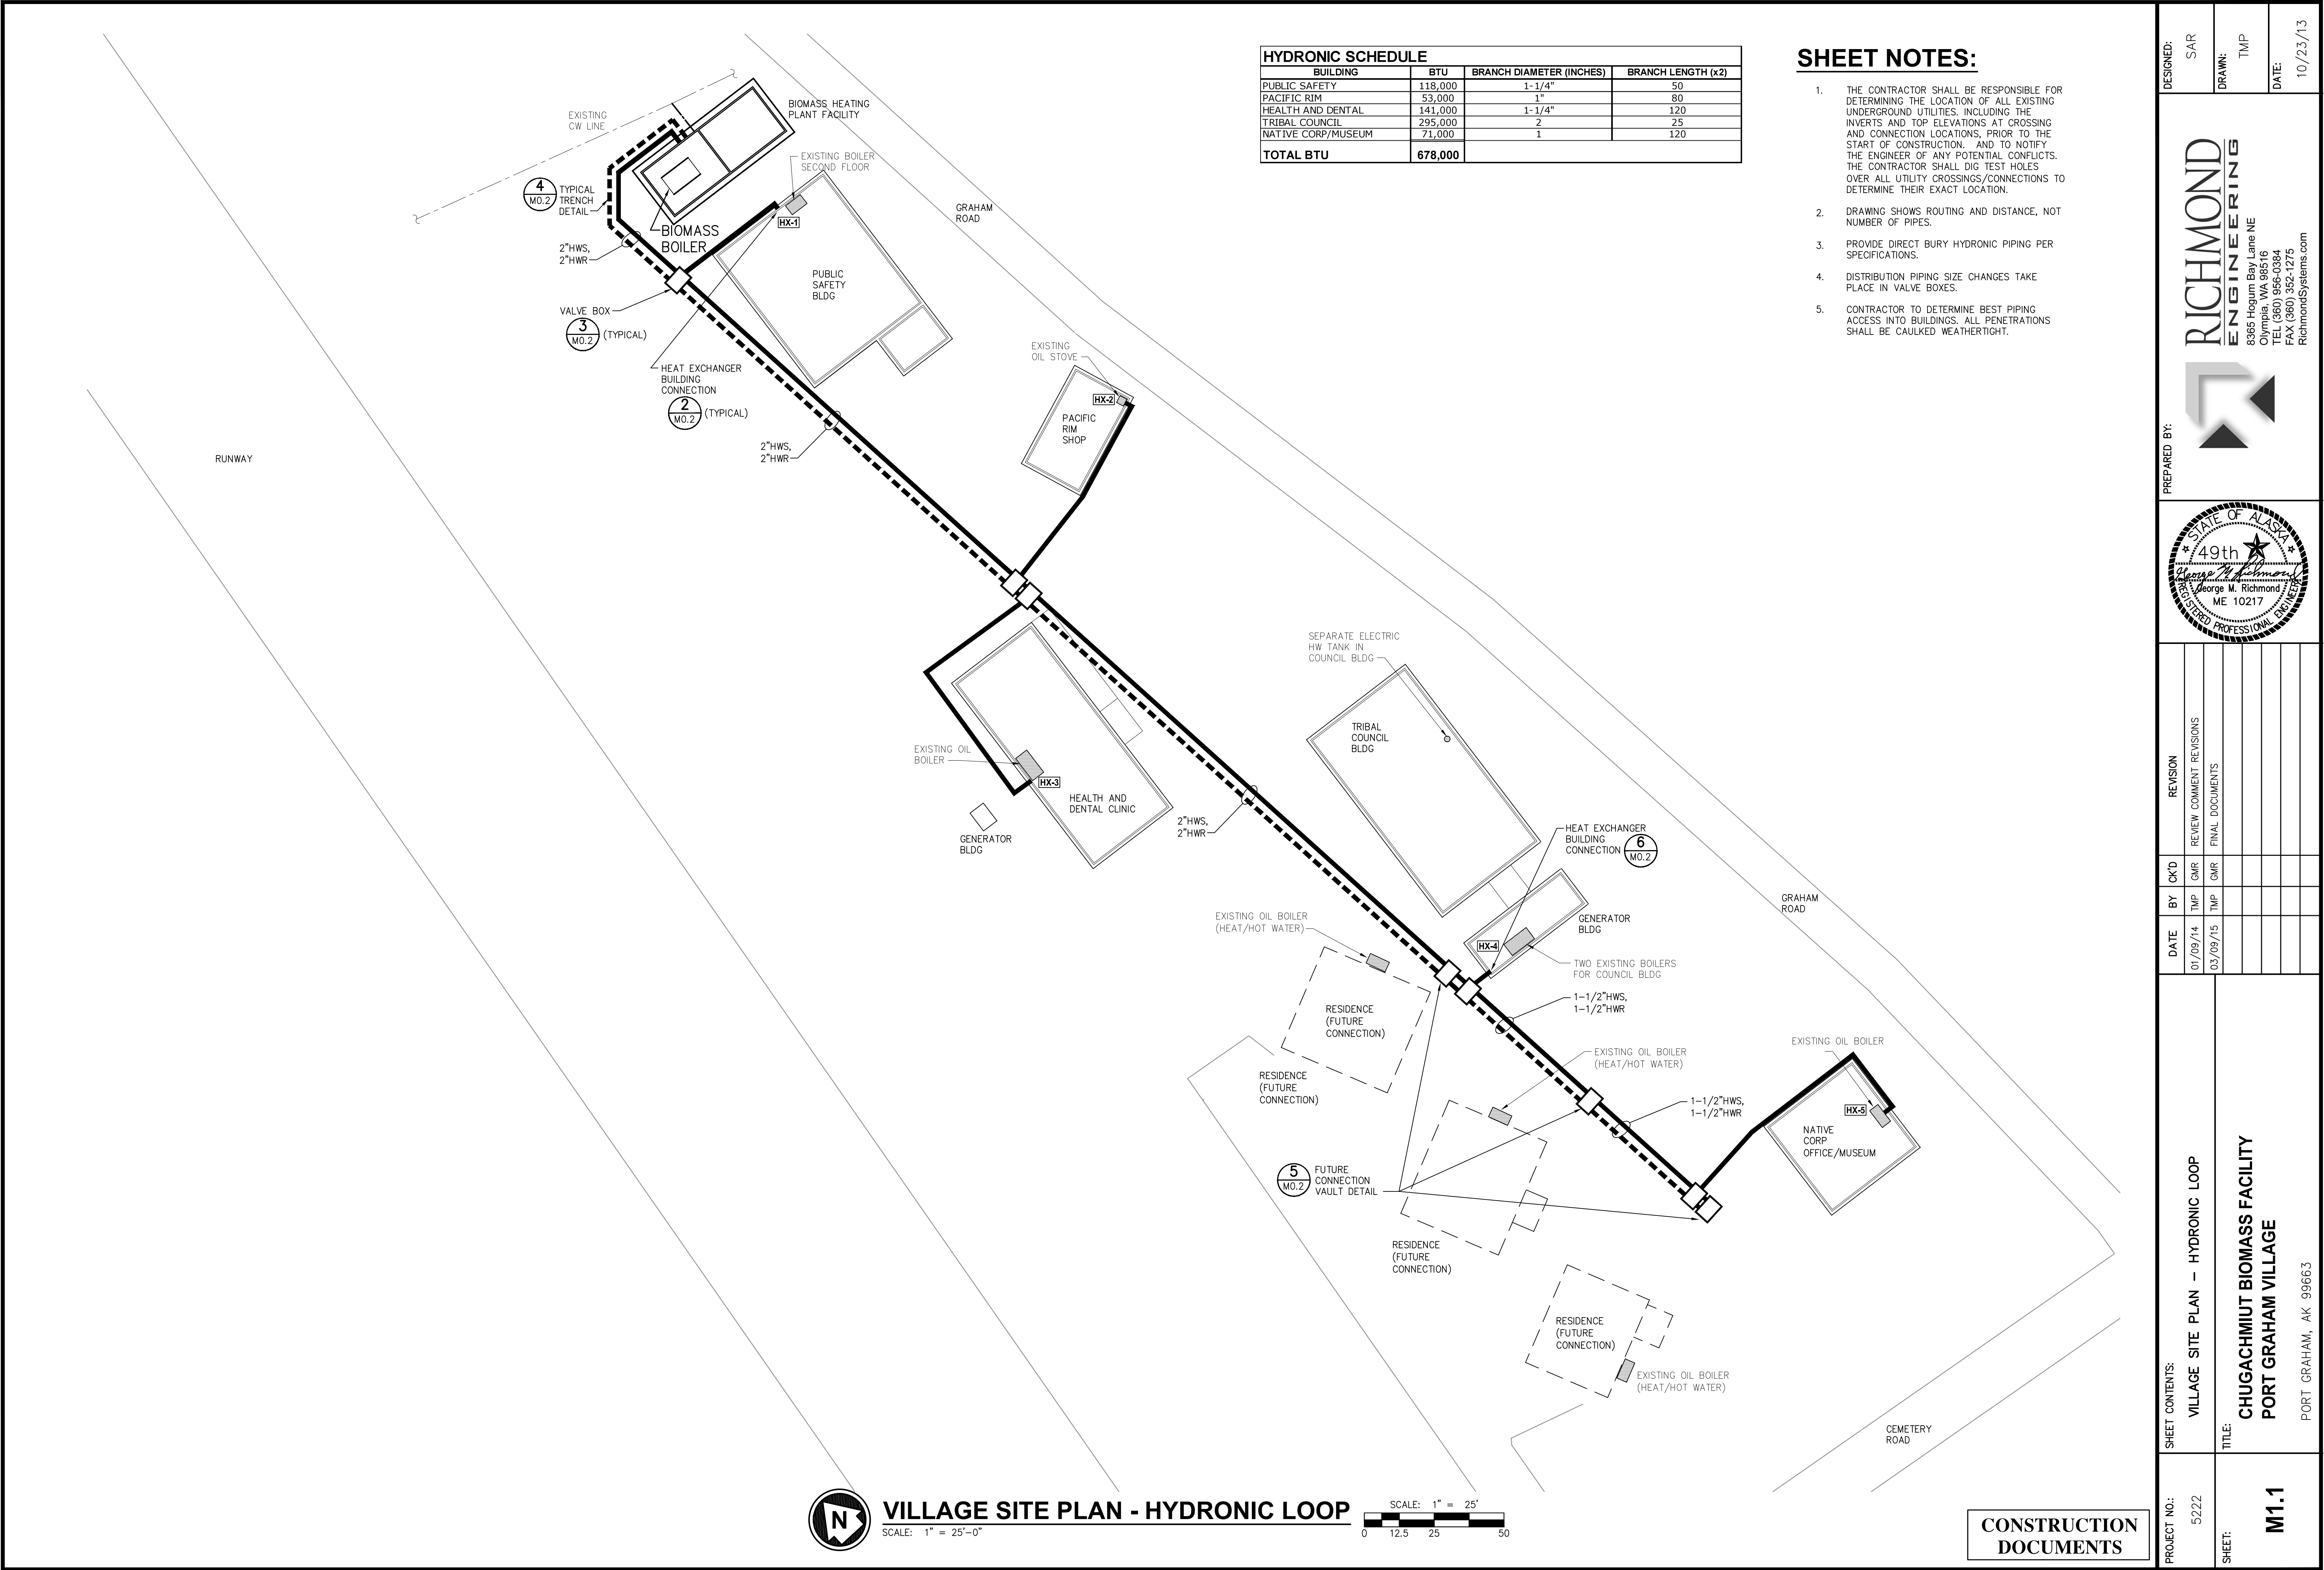 HYDRONIC SCHEDULE
BUILDING BTU BRANCH DIAMETER (INCHES) BRANCH LENGTH (x2)
PUBLIC SAFETY 118,000 1-1/4" 50
PACIFIC RIM 53,000 1" 80
HEALTH AND DENTAL 141,000 1-1/4" 120
TRIBAL COUNCIL 295,000 2 25
NATIVE CORP/MUSEUM 71,000 1 120
TOTAL BTU 678,000
SHEET NOTES:
1. THE CONTRACTOR SHALL BE RESPONSIBLE FOR
DETERMINING THE LOCATION OF ALL EXISTING
UNDERGROUND UTILITIES. INCLUDING THE
INVERTS AND TOP ELEVATIONS AT CROSSING
AND CONNECTION LOCATIONS, PRIOR TO THE
START OF CONSTRUCTION. AND TO NOTIFY
THE ENGINEER OF ANY POTENTIAL CONFLICTS.
THE CONTRACTOR SHALL DIG TEST HOLES
OVER ALL UTILITY CROSSINGS/CONNECTIONS TO
DETERMINE THEIR EXACT LOCATION.
2. DRAWING SHOWS ROUTING AND DISTANCE, NOT
NUMBER OF PIPES.
3. PROVIDE DIRECT BURY HYDRONIC PIPING PER
SPECIFICATIONS.
4. DISTRIBUTION PIPING SIZE CHANGES TAKE
PLACE IN VALVE BOXES.
5. CONTRACTOR TO DETERMINE BEST PIPING
ACCESS INTO BUILDINGS. ALL PENETRATIONS
SHALL BE CAULKED WEATHERTIGHT.
EXISTING
CW LINE
BIOMASS HEATING
PLANT FACILITY
EXISTING BOILER
SECOND FLOOR
4
M0.2
TYPICAL
TRENCH
DETAIL
GRAHAM
ROAD
HX-1
BIOMASS
BOILER
2"HWS,
2"HWR
PUBLIC
SAFETY
BLDG
VALVE BOX
3
M0.2
(TYPICAL)
HEAT EXCHANGER
BUILDING
CONNECTION
2
M0.2
(TYPICAL)
EXISTING
OIL STOVE
HX-2
PACIFIC
RIM
SHOP
2"HWS,
2"HWR
RUNWAY
SEPARATE ELECTRIC
HW TANK IN
COUNCIL BLDG
TRIBAL
COUNCIL
BLDG
EXISTING OIL
BOILER
HX-3
HEALTH AND
DENTAL CLINIC
GENERATOR
BLDG
2"HWS,
2"HWR
HEAT EXCHANGER
BUILDING
CONNECTION
6
M0.2
GRAHAM
ROAD
EXISTING OIL BOILER
(HEAT/HOT WATER)
GENERATOR
BLDG
HX-4
TWO EXISTING BOILERS
FOR COUNCIL BLDG
1-1/2"HWS,
1-1/2"HWR
RESIDENCE
(FUTURE
CONNECTION)
EXISTING OIL BOILER
EXISTING OIL BOILER
(HEAT/HOT WATER)
RESIDENCE
(FUTURE
CONNECTION)
1-1/2"HWS,
1-1/2"HWR
HX-5
NATIVE
CORP
OFFICE/MUSEUM
5
M0.2
FUTURE
CONNECTION
VAULT DETAIL
RESIDENCE
(FUTURE
CONNECTION)
RESIDENCE
(FUTURE
CONNECTION)
EXISTING OIL BOILER
(HEAT/HOT WATER)
CEMETERY
ROAD
N
VILLAGE SITE PLAN - HYDRONIC LOOP
SCALE: 1" = 25'-0"
SCALE: 1" = 25'
0 12.5 25 50
CONSTRUCTION
DOCUMENTS
DESIGNED:
SAR
DRAWN:
TMP
DATE:
10/23/13
PREPARED BY:
RICHMOND
ENGINEERING
8365 Hogum Bay Lane NE
Olympia, WA 98516
TEL (360) 956-0384
FAX (360) 352-1275
RichmondSystems.com
STATE OF ALASKA
49th
George M Richmond
George M. Richmond
ME 10217
REGISTERED PROFESSIONAL ENGINEER
DATE BY CK'D REVISION
01/09/14 TMP GMR REVIEW COMMENT REVISIONS
03/09/15 TMP GMR FINAL DOCUMENTS
SHEET CONTENTS:
VILLAGE SITE PLAN - HYDRONIC LOOP
TITLE:
CHUGACHMIUT BIOMASS FACILITY
PORT GRAHAM VILLAGE
PORT GRAHAM, AK 99663
PROJECT NO.:
5222
SHEET:
M1.1